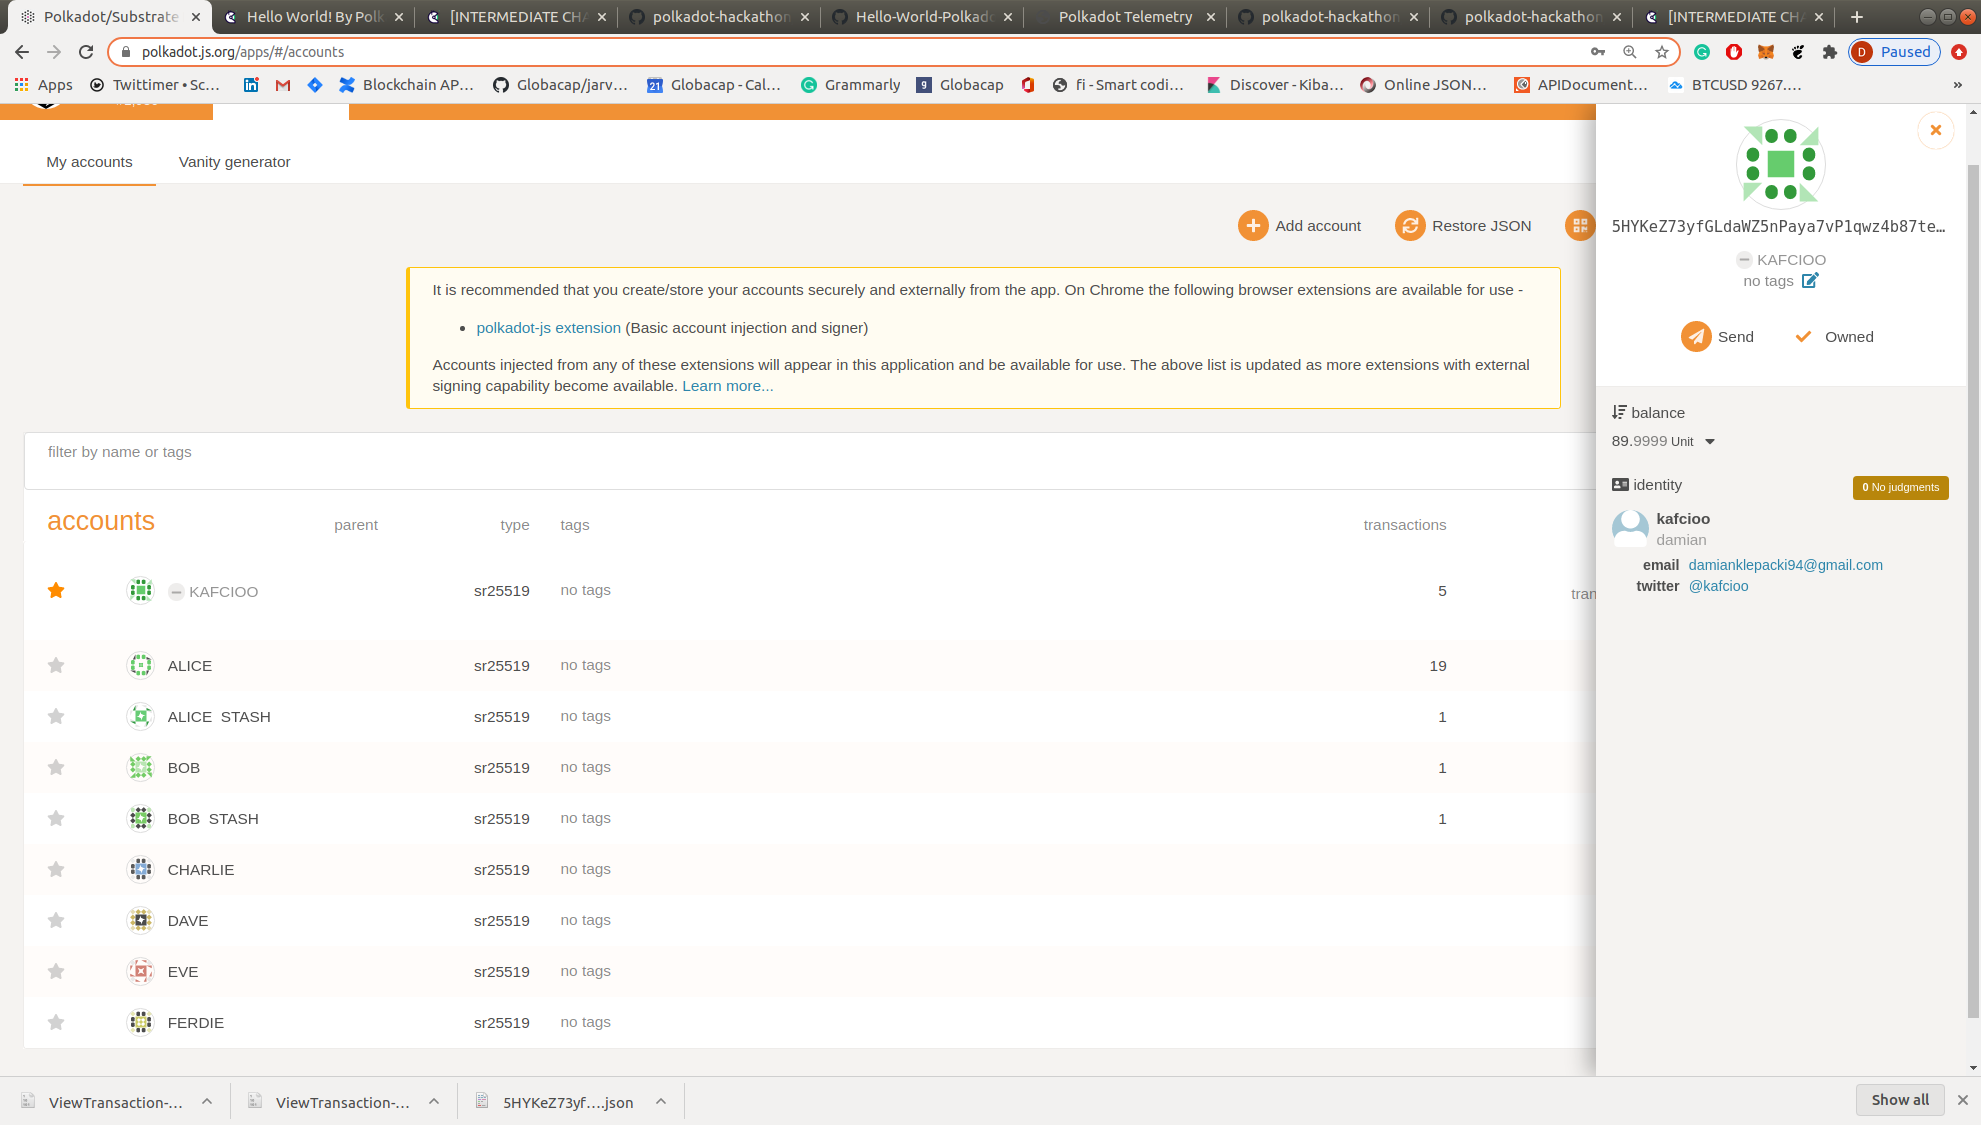 Polkadot/Substrate
Hello World! By Polk
[INTERMEDIATE CHA
polkadot-hackathon
Hello-World-Polkado
Polkadot Telemetry
polkadot-hackathon
polkadot-hackathon
[INTERMEDIATE CHA
polkadot.js.org/apps/#/accounts
D Paused
Apps
Twittimer • Sc...
Blockchain AP...
Globacap/jarv...
21 Globacap - Cal...
Grammarly
g Globacap
fi - Smart codi...
Discover - Kiba...
Online JSON...
APIDocument...
BTCUSD 9267....
»
My accounts
Vanity generator
Add account
Restore JSON
It is recommended that you create/store your accounts securely and externally from the app. On Chrome the following browser extensions are available for use -
• polkadot-js extension (Basic account injection and signer)
Accounts injected from any of these extensions will appear in this application and be available for use. The above list is updated as more extensions with external
signing capability become available. Learn more...
filter by name or tags
accounts parent type tags transactions
KAFCIOO sr25519 no tags 5 tran
ALICE sr25519 no tags 19
ALICE STASH sr25519 no tags 1
BOB sr25519 no tags 1
BOB STASH sr25519 no tags 1
CHARLIE sr25519 no tags
DAVE sr25519 no tags
EVE sr25519 no tags
FERDIE sr25519 no tags
5HYKeZ73yfGLdaWZ5nPaya7vP1qwz4b87te…
KAFCIOO
no tags
Send
Owned
balance
89.9999 Unit
identity
0 No judgments
kafcioo
damian
email damianklepacki94@gmail.com
twitter @kafcioo
ViewTransaction-....
ViewTransaction-....
5HYKeZ73yf....json
Show all